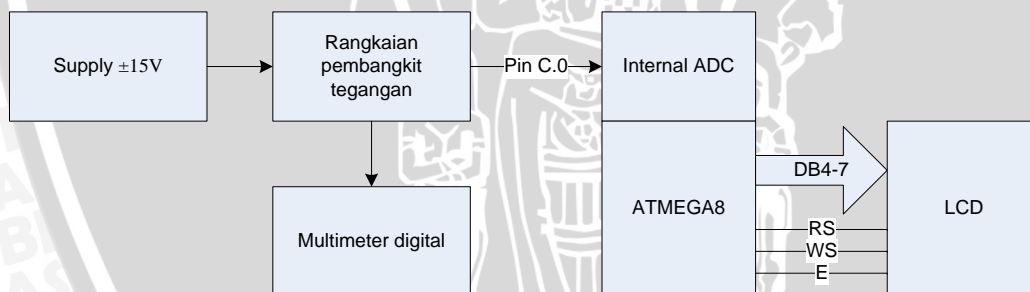 Supply ±15V
Rangkaian
pembangkit
tegangan
Pin C.0
Internal ADC
DB4-7
ATMEGA8
LCD
Multimeter digital
RS
WS
E